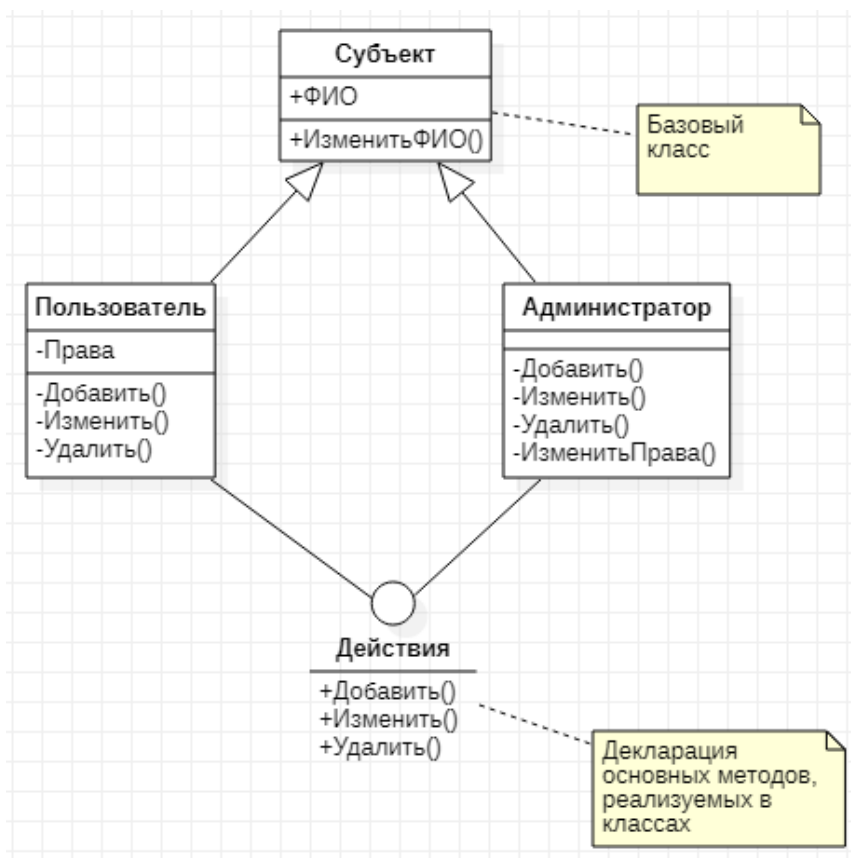 Субъект
+ФИО
+ИзменитьФИО()
Базовый
класс
Пользователь
-Права
-Добавить()
-Изменить()
-Удалить()
Администратор
-Добавить()
-Изменить()
-Удалить()
-ИзменитьПрава()
Действия
+Добавить()
+Изменить()
+Удалить()
Декларация
основных методов,
реализуемых в
классах